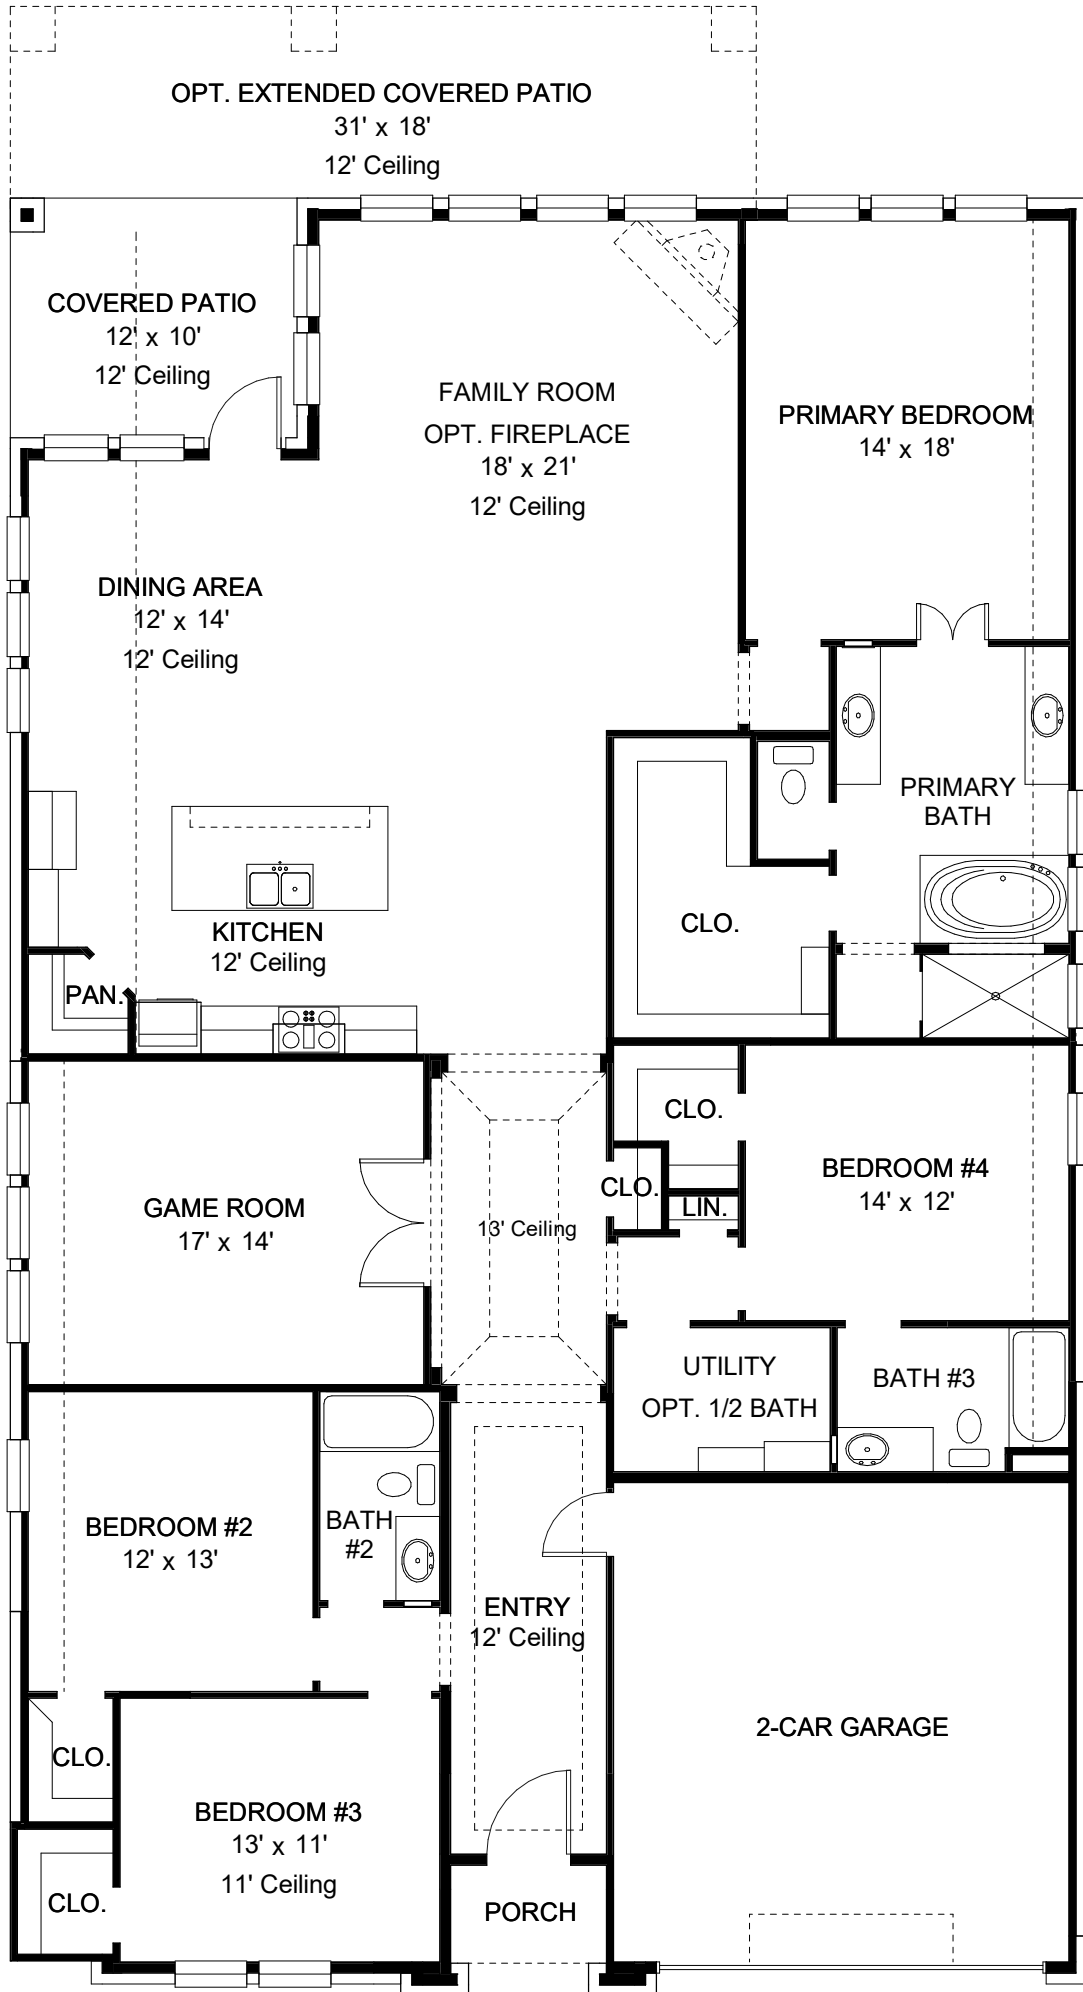 OPT. EXTENDED COVERED PATIO
31' x 18'
12' Ceiling
COVERED PATIO
12' x 10'
12' Ceiling
FAMILY ROOM
OPT. FIREPLACE
18' x 21'
12' Ceiling
PRIMARY BEDROOM
14' x 18'
DINING AREA
12' x 14'
12' Ceiling
PRIMARY
BATH
KITCHEN
12' Ceiling
CLO.
PAN.
CLO.
BEDROOM #4
14' x 12'
CLO.
LIN.
GAME ROOM
17' x 14'
13' Ceiling
UTILITY
OPT. 1/2 BATH
BATH #3
BEDROOM #2
12' x 13'
BATH
#2
ENTRY
12' Ceiling
2-CAR GARAGE
CLO.
BEDROOM #3
13' x 11'
11' Ceiling
CLO.
PORCH